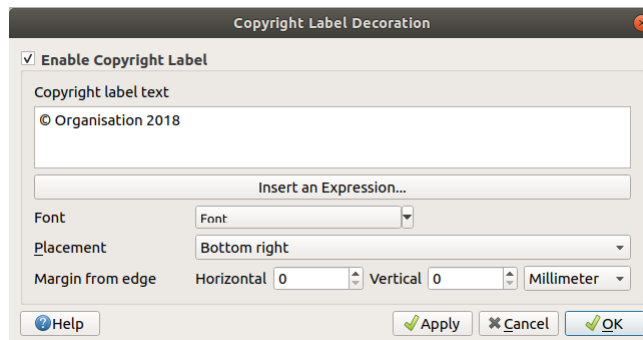 Copyright Label Decoration
Enable Copyright Label
Copyright label text
© Organisation 2018
Insert an Expression...
Font Font
Placement Bottom right
Margin from edge Horizontal 0 Vertical 0 Millimeter
Help Apply Cancel OK